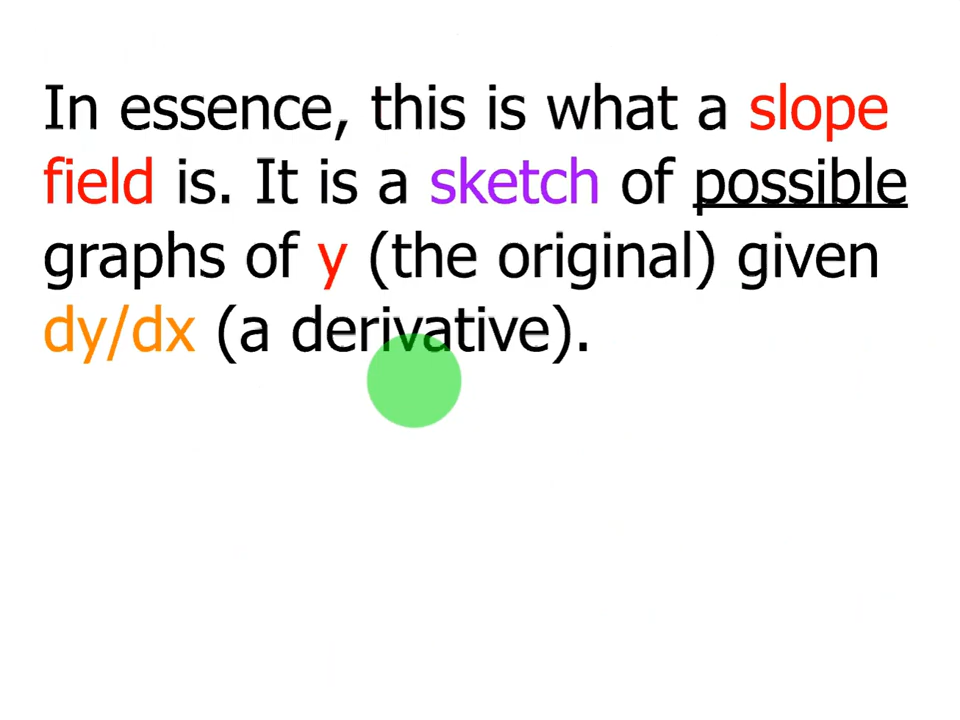 In essence, this is what a slope
field is. It is a sketch of possible
graphs of y (the original) given
dy/dx (a derivative).